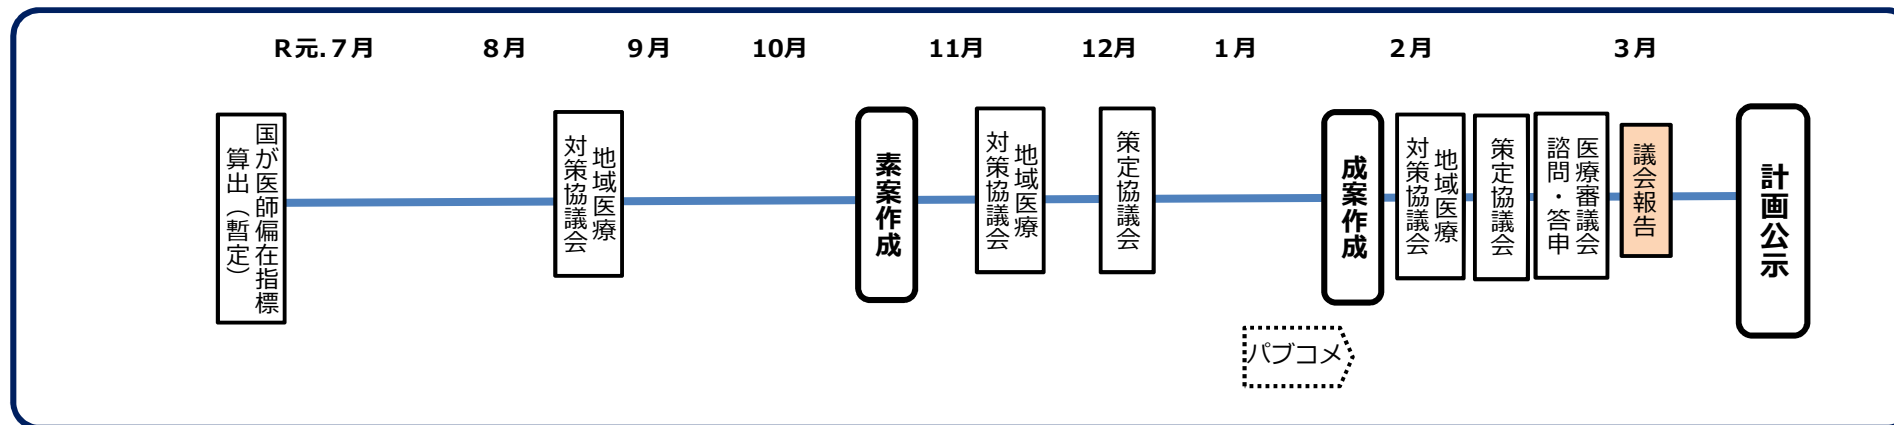 R元.７月
８月
９月
10月
11月
12月
１月
２月
３月
国が医師偏在指標
算出（暫定）
地域医療
対策協議会
素案作成
地域医療
対策協議会
策定協議会
成案作成
地域医療
対策協議会
策定協議会
医療審議会
諮問・答申
議会報告
計画公示
パブコメ